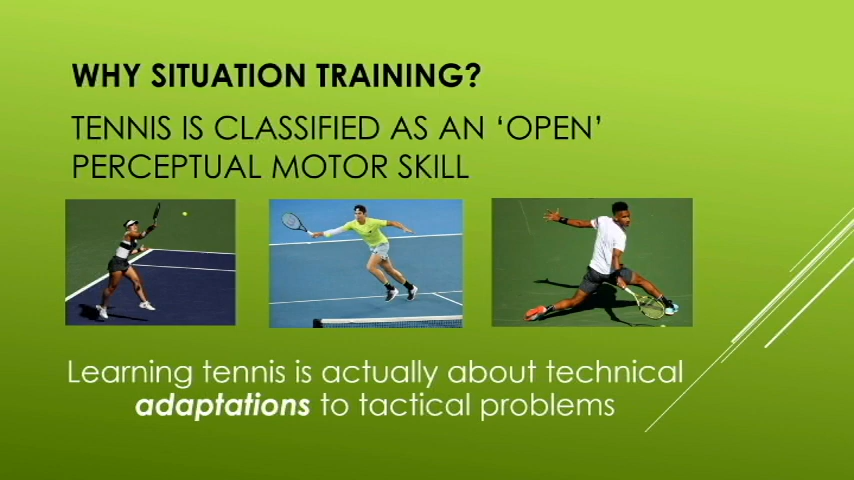 WHY SITUATION TRAINING?
TENNIS IS CLASSIFIED AS AN ‘OPEN’
PERCEPTUAL MOTOR SKILL
Learning tennis is actually about technical
adaptations to tactical problems